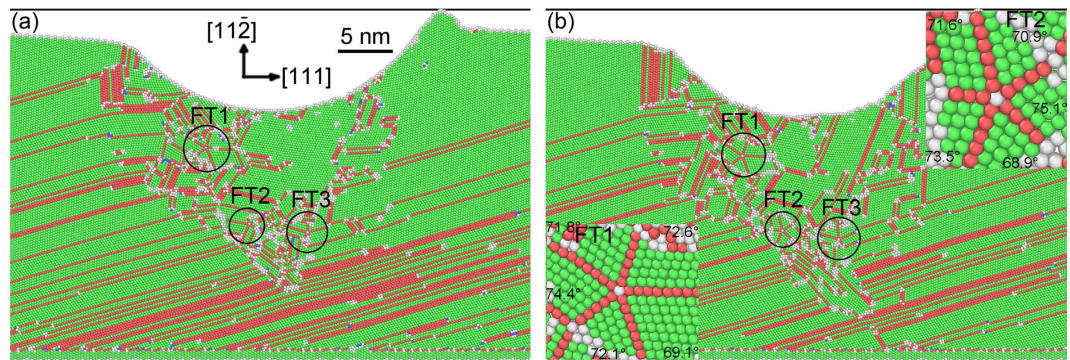 (a)
[112̄]
[111]
5 nm
FT1
FT2
FT3
(b)
FT1
FT2
FT3
71.6°
FT2
70.9°
75.1°
73.5°
68.9°
71.8°
FT1
72.6°
74.4°
72.1°
69.1°